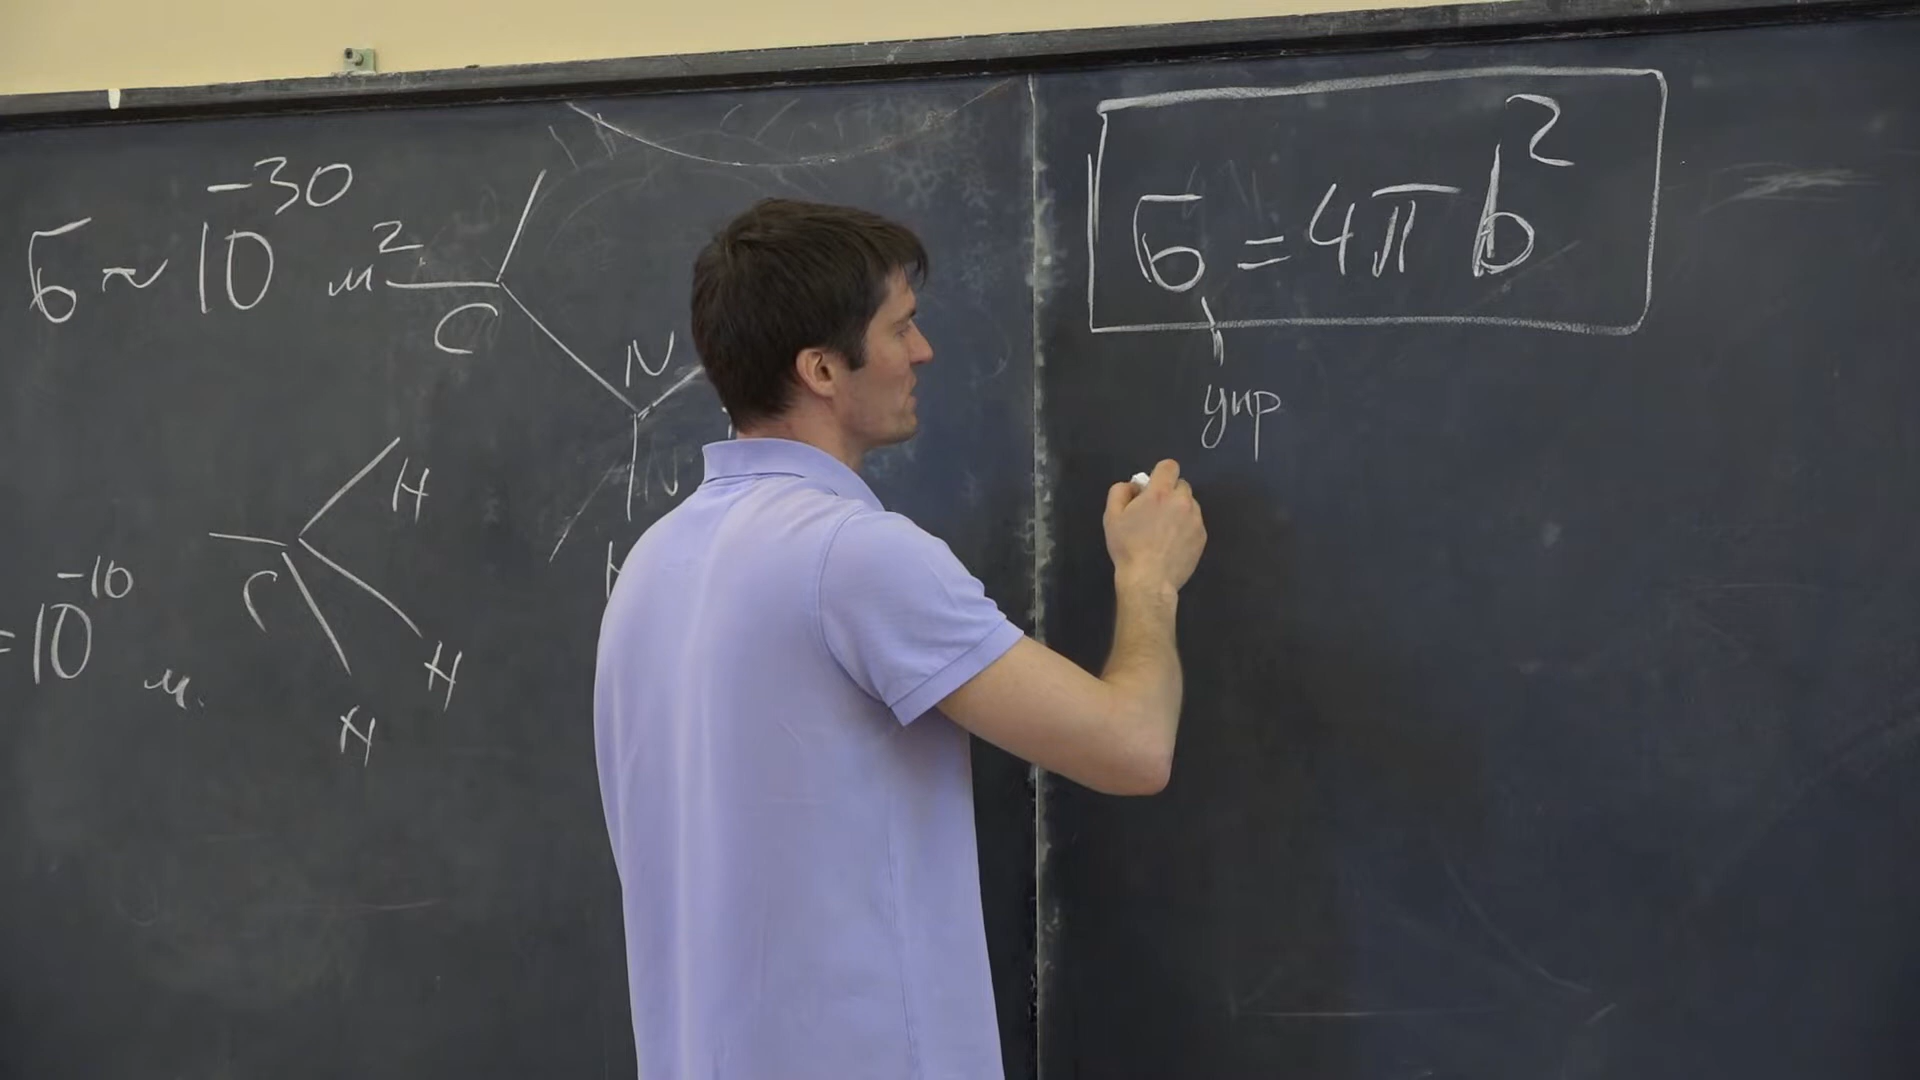 σ ~ 10⁻³⁰ м²
C
N
N
H
C
H
H
= 10⁻¹⁰ м.
σ = 4π b²
упр